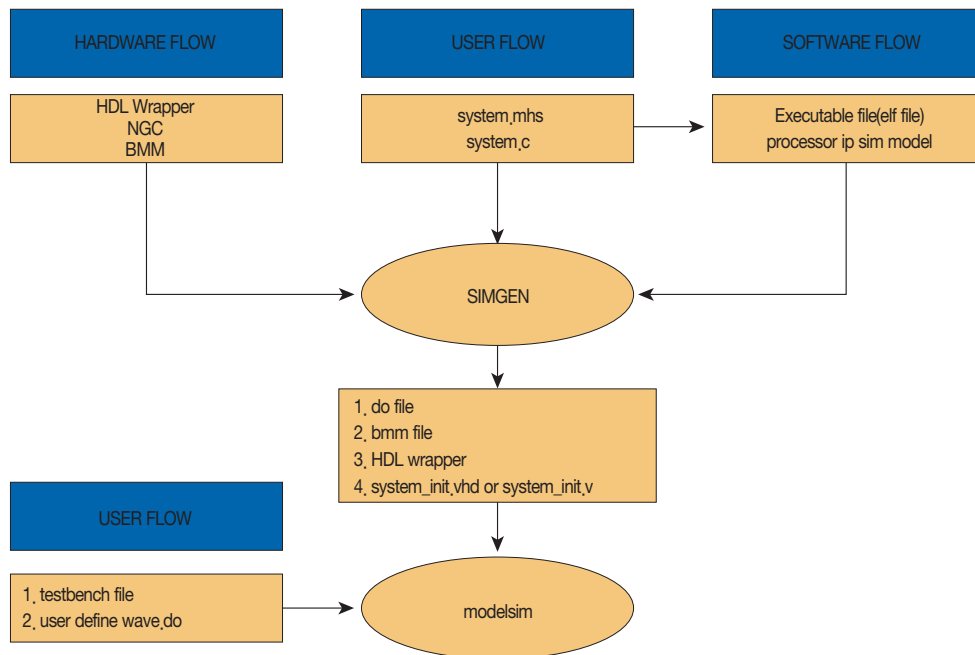 HARDWARE FLOW
USER FLOW
SOFTWARE FLOW
HDL Wrapper
NGC
BMM
system.mhs
system.c
Executable file(elf file)
processor ip sim model
SIMGEN
1. do file
2. bmm file
3. HDL wrapper
4. system_init.vhd or system_init.v
USER FLOW
1. testbench file
2. user define wave.do
modelsim